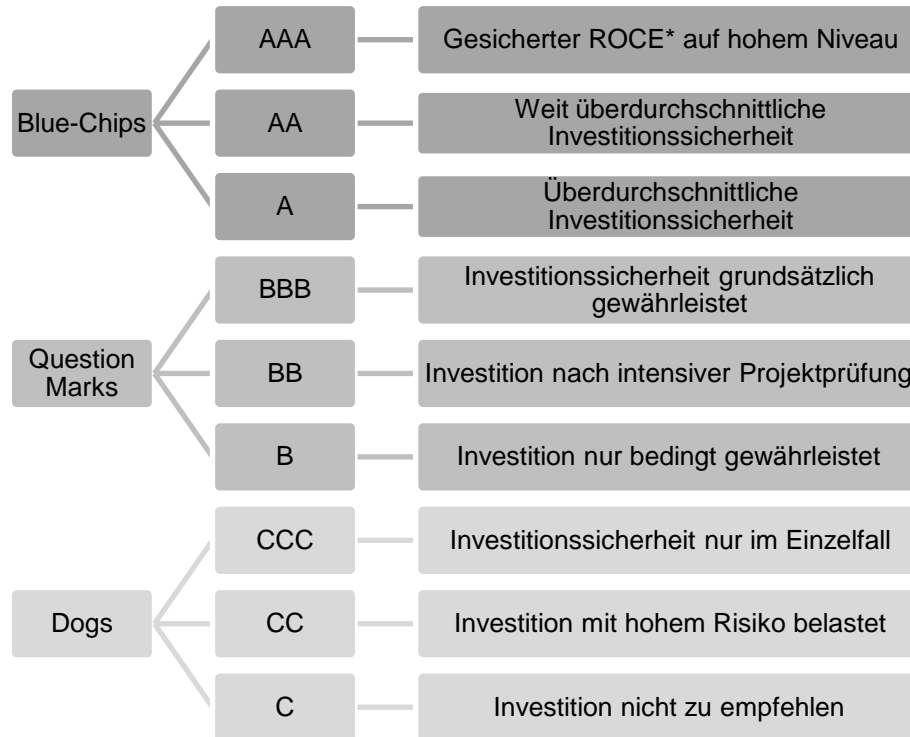 Blue-Chips
AAA
Gesicherter ROCE* auf hohem Niveau
AA
Weit überdurchschnittliche
Investitionssicherheit
A
Überdurchschnittliche
Investitionssicherheit
Question
Marks
BBB
Investitionssicherheit grundsätzlich
gewährleistet
BB
Investition nach intensiver Projektprüfung
B
Investition nur bedingt gewährleistet
Dogs
CCC
Investitionssicherheit nur im Einzelfall
CC
Investition mit hohem Risiko belastet
C
Investition nicht zu empfehlen